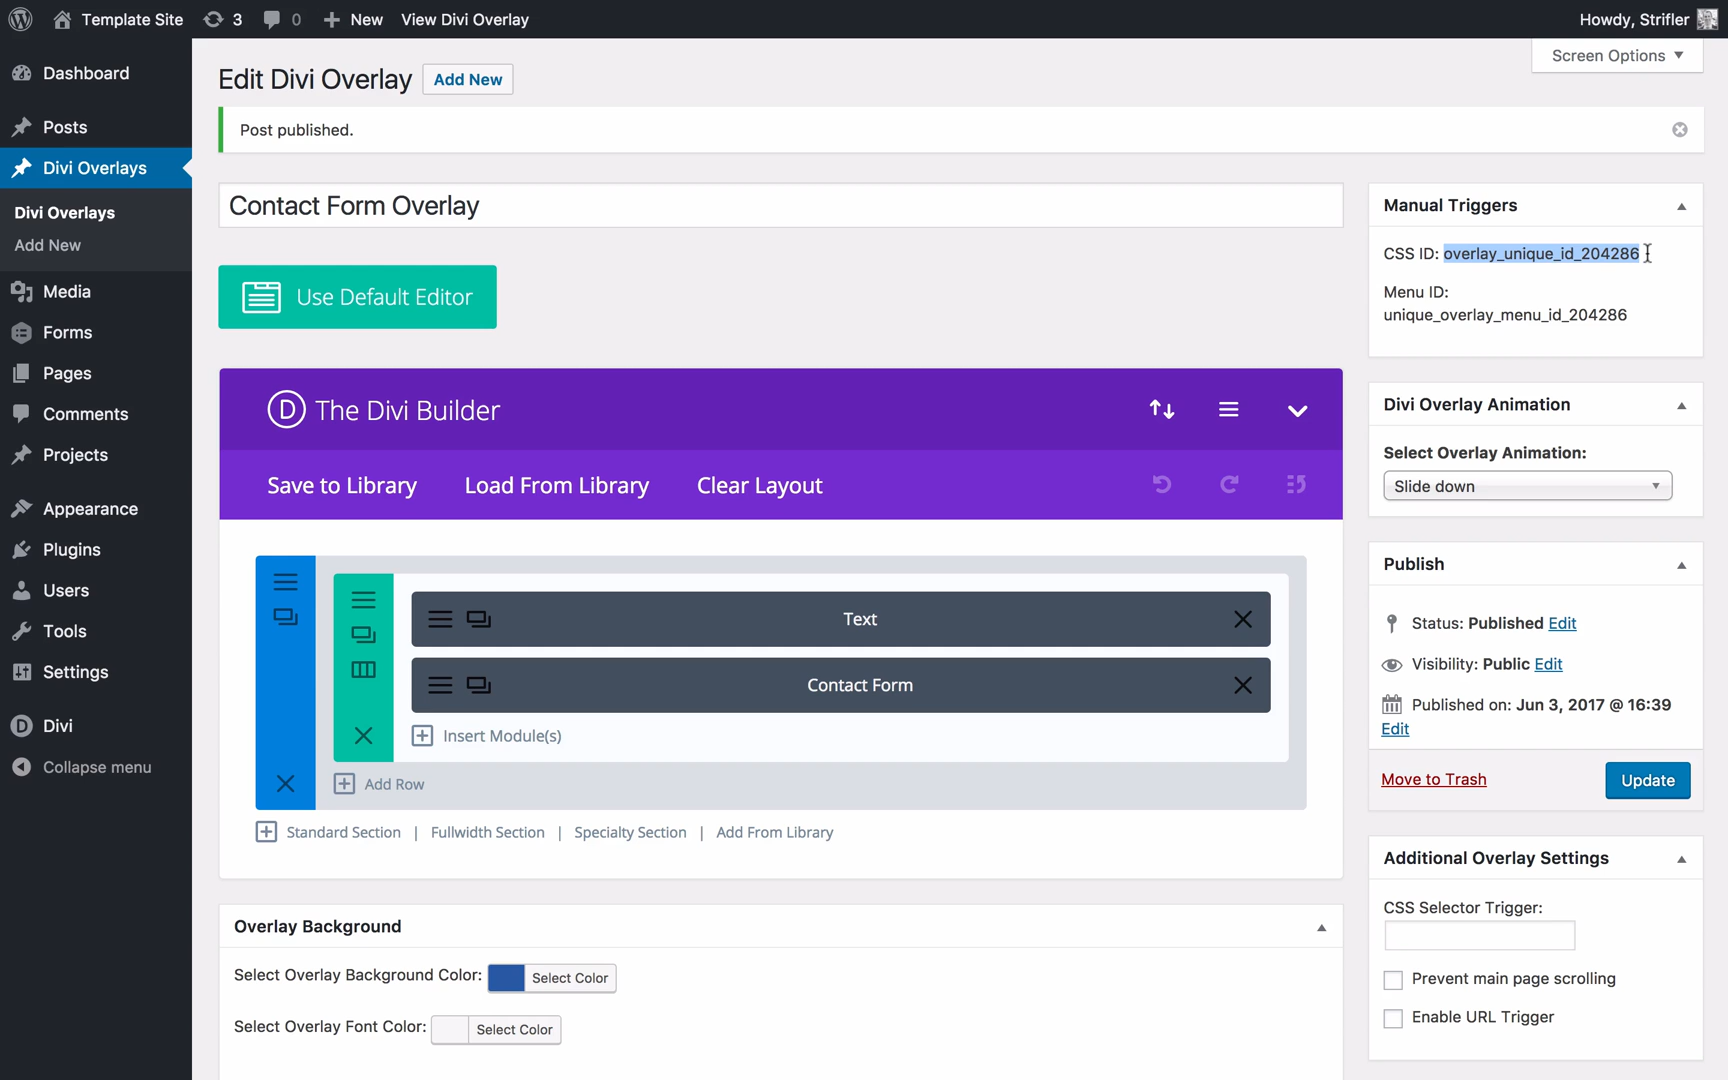 Template Site 3 0 New View Divi Overlay Howdy, Strifler
Screen Options
Dashboard
Posts
Divi Overlays
Divi Overlays
Add New
Media
Forms
Pages
Comments
Projects
Appearance
Plugins
Users
Tools
Settings
Divi
Collapse menu
Edit Divi Overlay Add New
Post published.
Contact Form Overlay
Use Default Editor
The Divi Builder
Save to Library Load From Library Clear Layout
Text
Contact Form
Insert Module(s)
Add Row
Standard Section | Fullwidth Section | Specialty Section | Add From Library
Overlay Background
Select Overlay Background Color: Select Color
Select Overlay Font Color: Select Color
Manual Triggers
CSS ID: overlay_unique_id_204286
Menu ID:
unique_overlay_menu_id_204286
Divi Overlay Animation
Select Overlay Animation:
Slide down
Publish
Status: Published Edit
Visibility: Public Edit
Published on: Jun 3, 2017 @ 16:39
Edit
Move to Trash Update
Additional Overlay Settings
CSS Selector Trigger:
Prevent main page scrolling
Enable URL Trigger